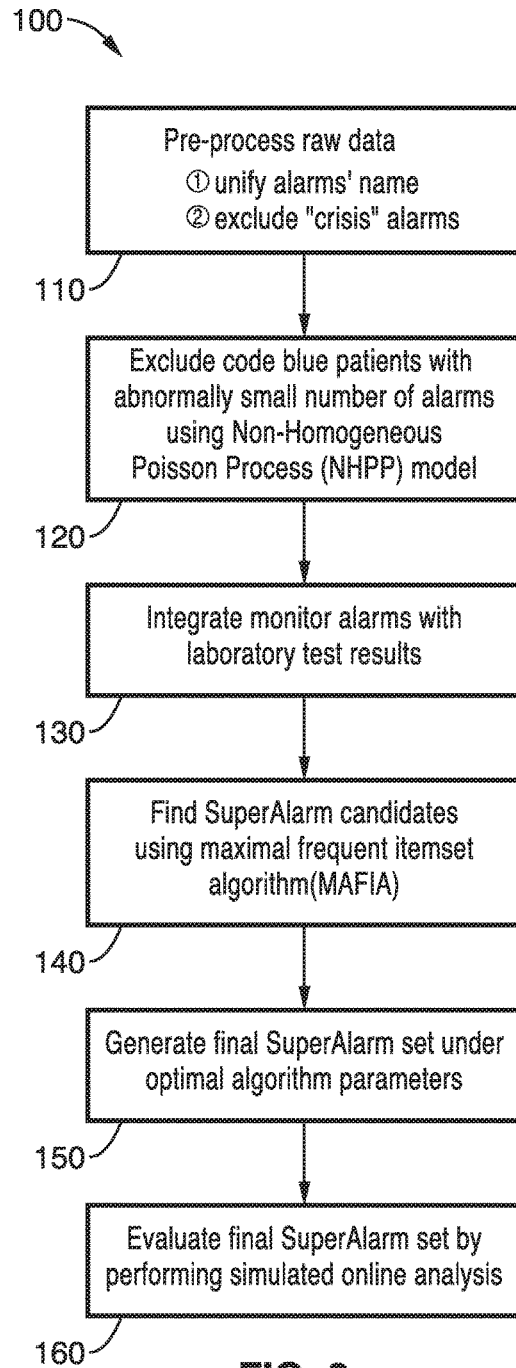 100
Pre-process raw data
① unify alarms' name
② exclude "crisis" alarms
110
Exclude code blue patients with
abnormally small number of alarms
using Non-Homogeneous
Poisson Process (NHPP) model
120
Integrate monitor alarms with
laboratory test results
130
Find SuperAlarm candidates
using maximal frequent itemset
algorithm(MAFIA)
140
Generate final SuperAlarm set under
optimal algorithm parameters
150
Evaluate final SuperAlarm set by
performing simulated online analysis
160